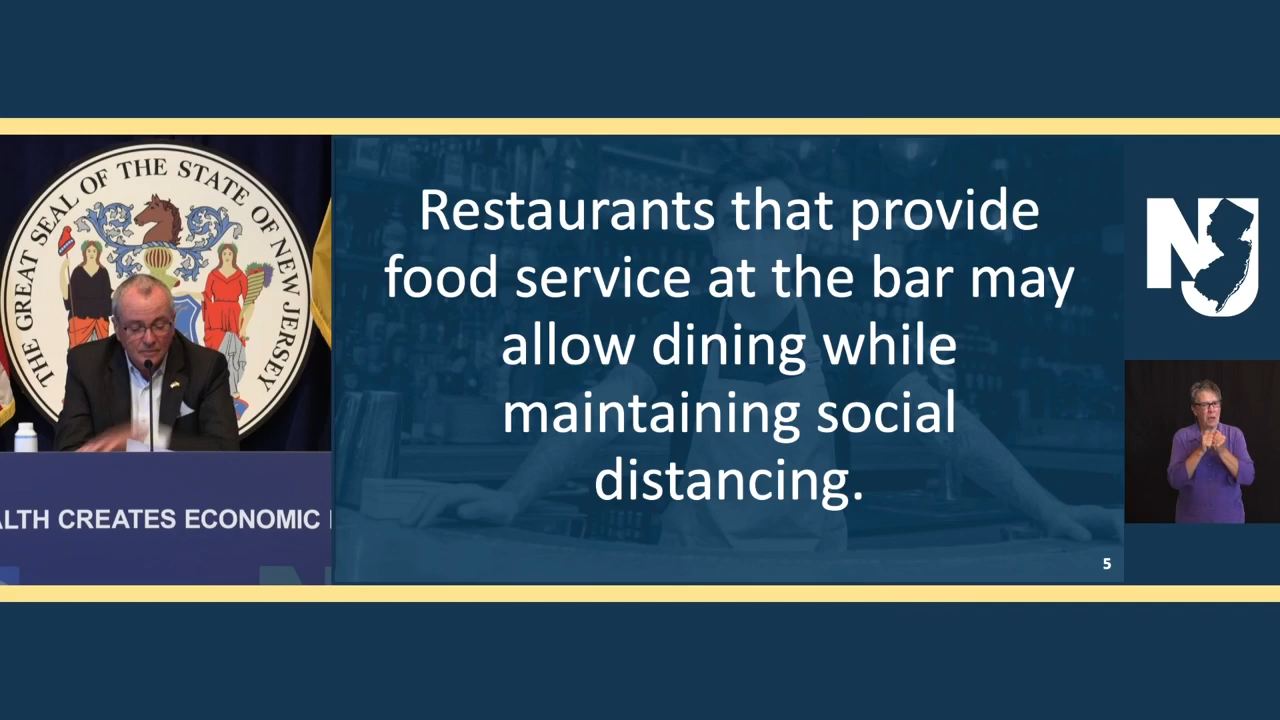 THE GREAT SEAL OF THE STATE OF NEW JERSEY
ALTH CREATES ECONOMIC
Restaurants that provide
food service at the bar may
allow dining while
maintaining social
distancing.
5
NJ